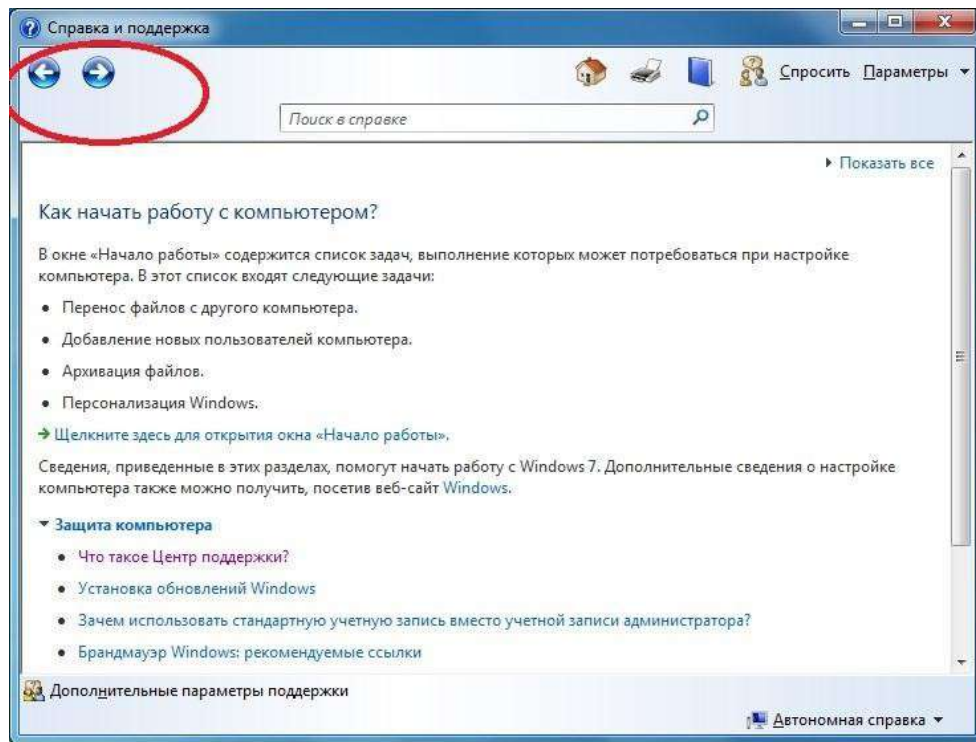 Справка и поддержка
Спросить Параметры
Поиск в справке
Показать все
Как начать работу с компьютером?
В окне «Начало работы» содержится список задач, выполнение которых может потребоваться при настройке
компьютера. В этот список входят следующие задачи:
• Перенос файлов с другого компьютера.
• Добавление новых пользователей компьютера.
• Архивация файлов.
• Персонализация Windows.
Щелкните здесь для открытия окна «Начало работы».
Сведения, приведенные в этих разделах, помогут начать работу с Windows 7. Дополнительные сведения о настройке
компьютера также можно получить, посетив веб-сайт Windows.
Защита компьютера
• Что такое Центр поддержки?
• Установка обновлений Windows
• Зачем использовать стандартную учетную запись вместо учетной записи администратора?
• Брандмауэр Windows: рекомендуемые ссылки
Дополнительные параметры поддержки
Автономная справка